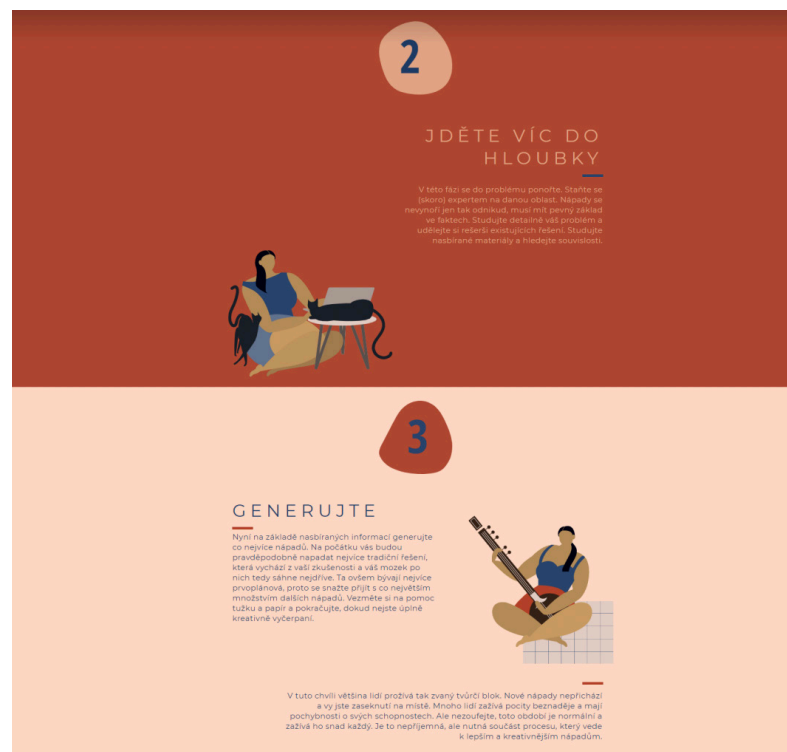 2
JDĚTE VÍC DO
HLOUBKY
V této fázi se do problému ponořte. Staňte se
(skoro) expertem na danou oblast. Nápady se
nevynoří jen tak odnikud, musí mít pevný základ
ve faktech. Studujte detailně váš problém a
udělejte si rešerši existujících řešení. Studujte
nasbírané materiály a hledejte souvislosti.
3
GENERUJTE
Nyní na základě nasbíraných informací generujte
co nejvíce nápadů. Na počátku vás budou
pravděpodobně napadat nejvíce tradiční řešení,
která vychází z vaší zkušenosti a váš mozek po
nich tedy sáhne nejdříve. Ta ovšem bývají nejvíce
prvoplánová, proto se snažte přijít s co největším
množstvím dalších nápadů. Vezměte si na pomoc
tužku a papír a pokračujte, dokud nejste úplně
kreativně vyčerpaní.
V tuto chvíli většina lidí prožívá tak zvaný tvůrčí blok. Nové nápady nepřichází
a vy jste zaseknutí na místě. Mnoho lidí zažívá pocity beznaděje a mají
pochybnosti o svých schopnostech. Ale nezoufejte, toto období je normální a
zažívá ho snad každý. Je to nepříjemná, ale nutná součást procesu, který vede
k lepším a kreativnějším nápadům.